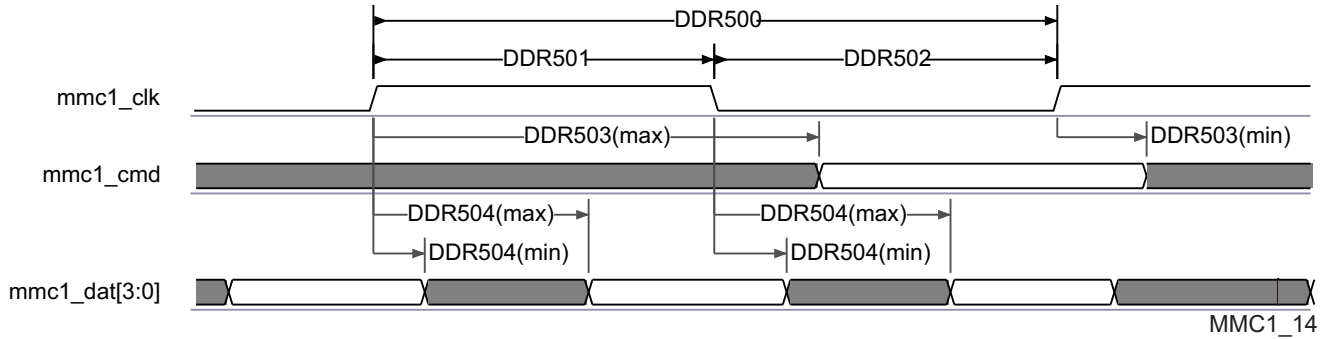 DDR500
DDR501 DDR502
mmc1_clk
DDR503(max) DDR503(min)
mmc1_cmd
DDR504(max) DDR504(max)
DDR504(min) DDR504(min)
mmc1_dat[3:0]
MMC1_14